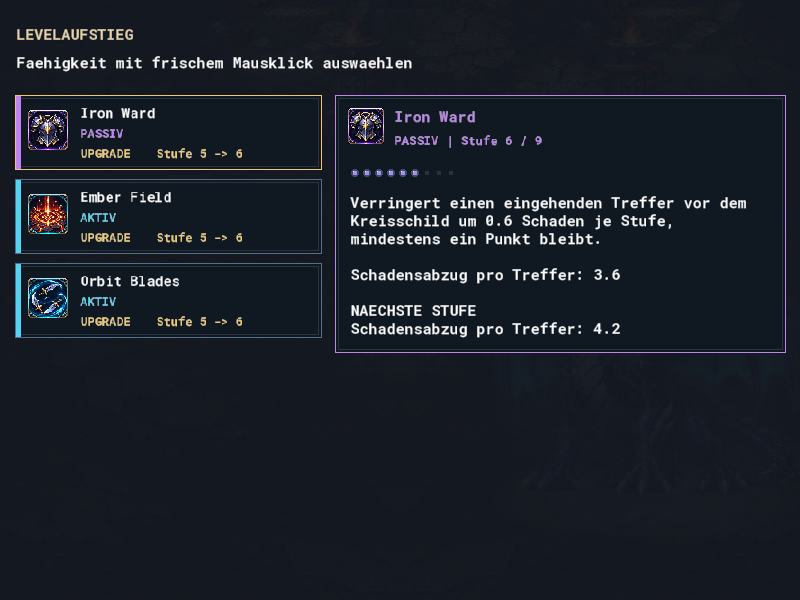 LEVELAUFSTIEG
Faehigkeit mit frischem Mausklick auswaehlen
Iron Ward
PASSIV
UPGRADE Stufe 5 -> 6
Ember Field
AKTIV
UPGRADE Stufe 5 -> 6
Orbit Blades
AKTIV
UPGRADE Stufe 5 -> 6
Iron Ward
PASSIV | Stufe 6 / 9
Verringert einen eingehenden Treffer vor dem
Kreisschild um 0.6 Schaden je Stufe,
mindestens ein Punkt bleibt.
Schadensabzug pro Treffer: 3.6
NAECHSTE STUFE
Schadensabzug pro Treffer: 4.2